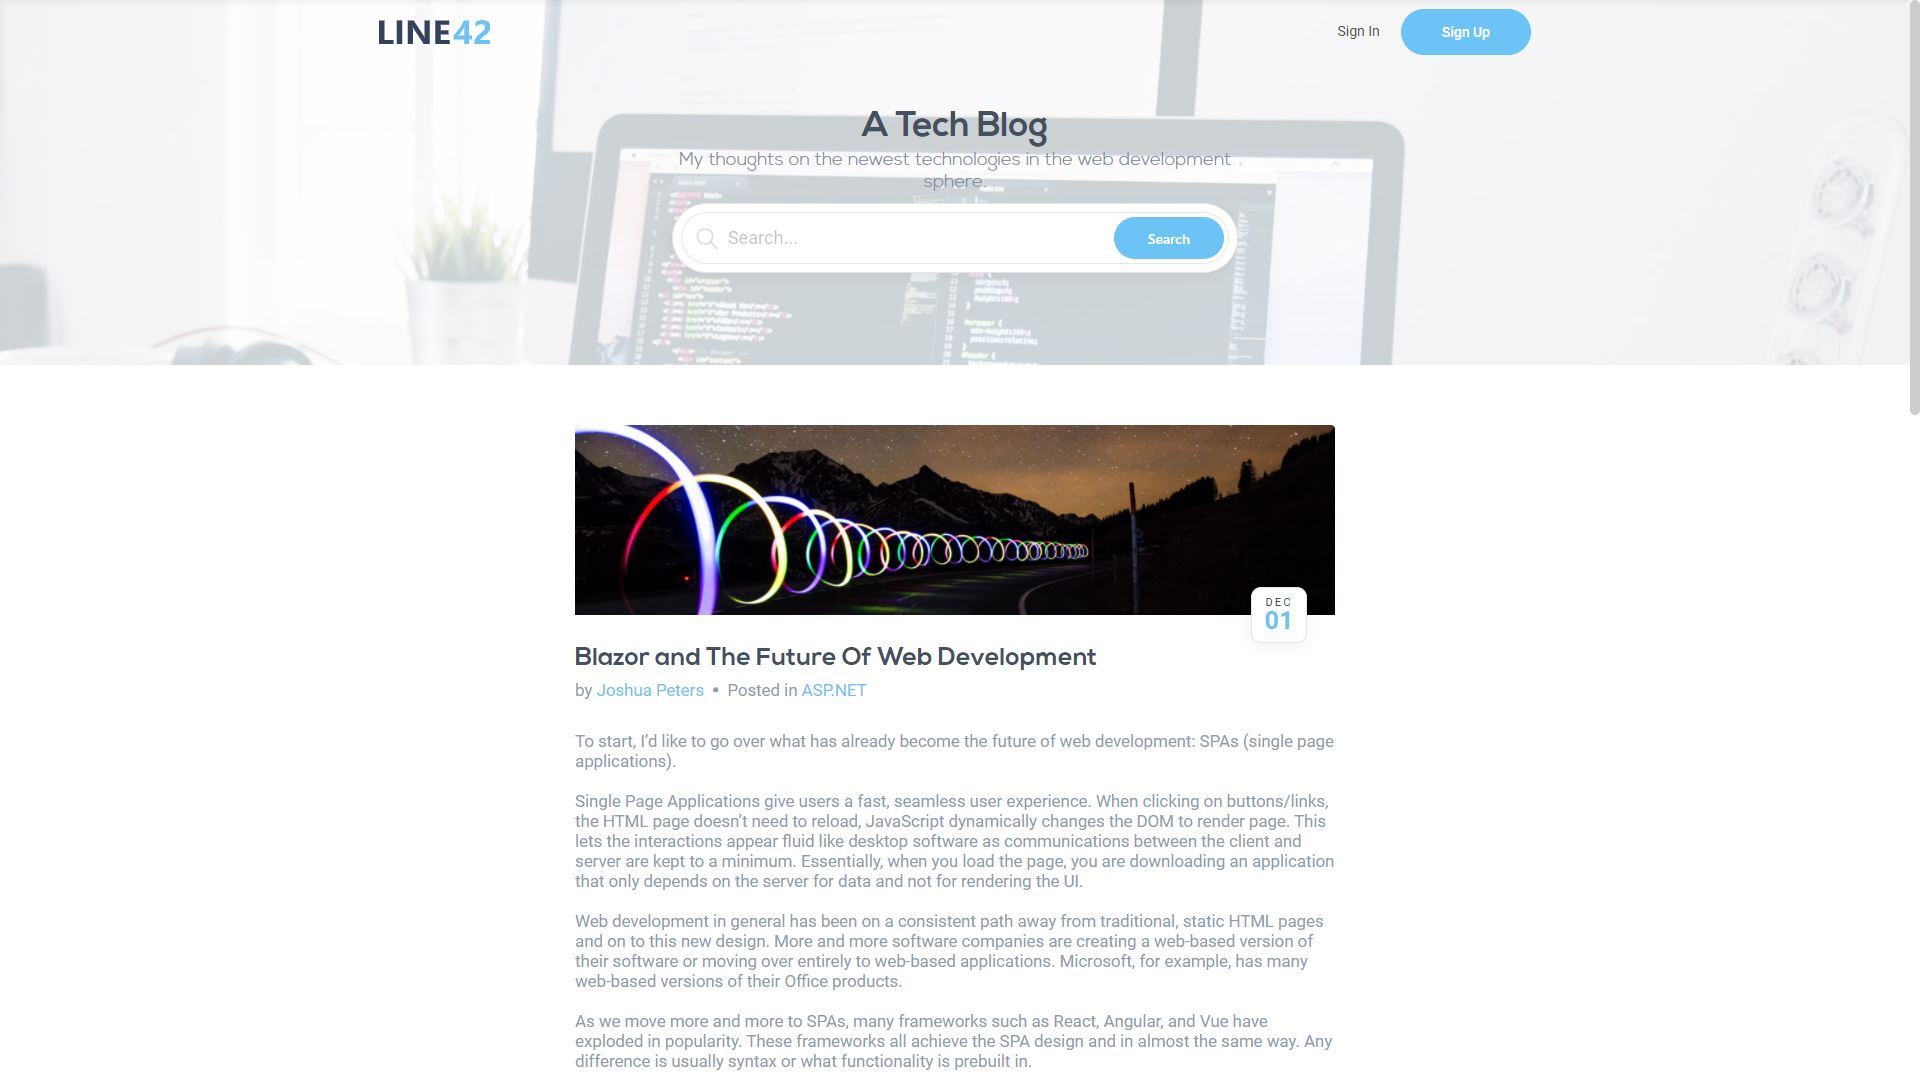 LINE42
Sign In
Sign Up
A Tech Blog
My thoughts on the newest technologies in the web development
sphere.
Search...
Search
DEC
01
Blazor and The Future Of Web Development
by Joshua Peters • Posted in ASP.NET
To start, I’d like to go over what has already become the future of web development: SPAs (single page
applications).
Single Page Applications give users a fast, seamless user experience. When clicking on buttons/links,
the HTML page doesn’t need to reload, JavaScript dynamically changes the DOM to render page. This
lets the interactions appear fluid like desktop software as communications between the client and
server are kept to a minimum. Essentially, when you load the page, you are downloading an application
that only depends on the server for data and not for rendering the UI.
Web development in general has been on a consistent path away from traditional, static HTML pages
and on to this new design. More and more software companies are creating a web-based version of
their software or moving over entirely to web-based applications. Microsoft, for example, has many
web-based versions of their Office products.
As we move more and more to SPAs, many frameworks such as React, Angular, and Vue have
exploded in popularity. These frameworks all achieve the SPA design and in almost the same way. Any
difference is usually syntax or what functionality is prebuilt in.